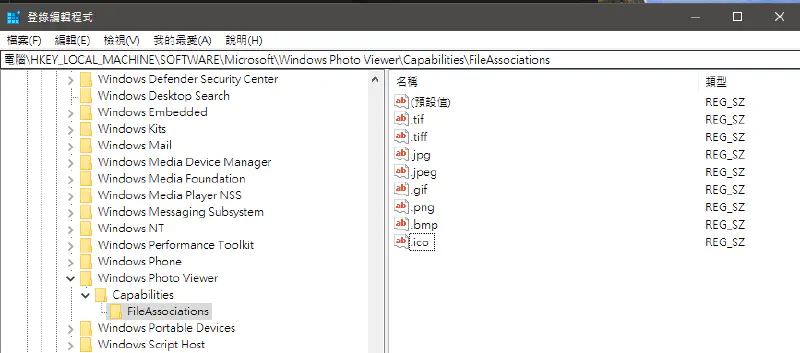 登錄編輯程式
檔案(F) 編輯(E) 檢視(V) 我的最愛(A) 說明(H)
電腦\HKEY_LOCAL_MACHINE\SOFTWARE\Microsoft\Windows Photo Viewer\Capabilities\FileAssociations
Windows Defender Security Center
Windows Desktop Search
Windows Embedded
Windows Kits
Windows Mail
Windows Media Device Manager
Windows Media Foundation
Windows Media Player NSS
Windows Messaging Subsystem
Windows NT
Windows Performance Toolkit
Windows Phone
Windows Photo Viewer
Capabilities
FileAssociations
Windows Portable Devices
Windows Script Host
名稱 類型
(預設值) REG_SZ
.tif REG_SZ
.tiff REG_SZ
.jpg REG_SZ
.jpeg REG_SZ
.gif REG_SZ
.png REG_SZ
.bmp REG_SZ
.ico REG_SZ